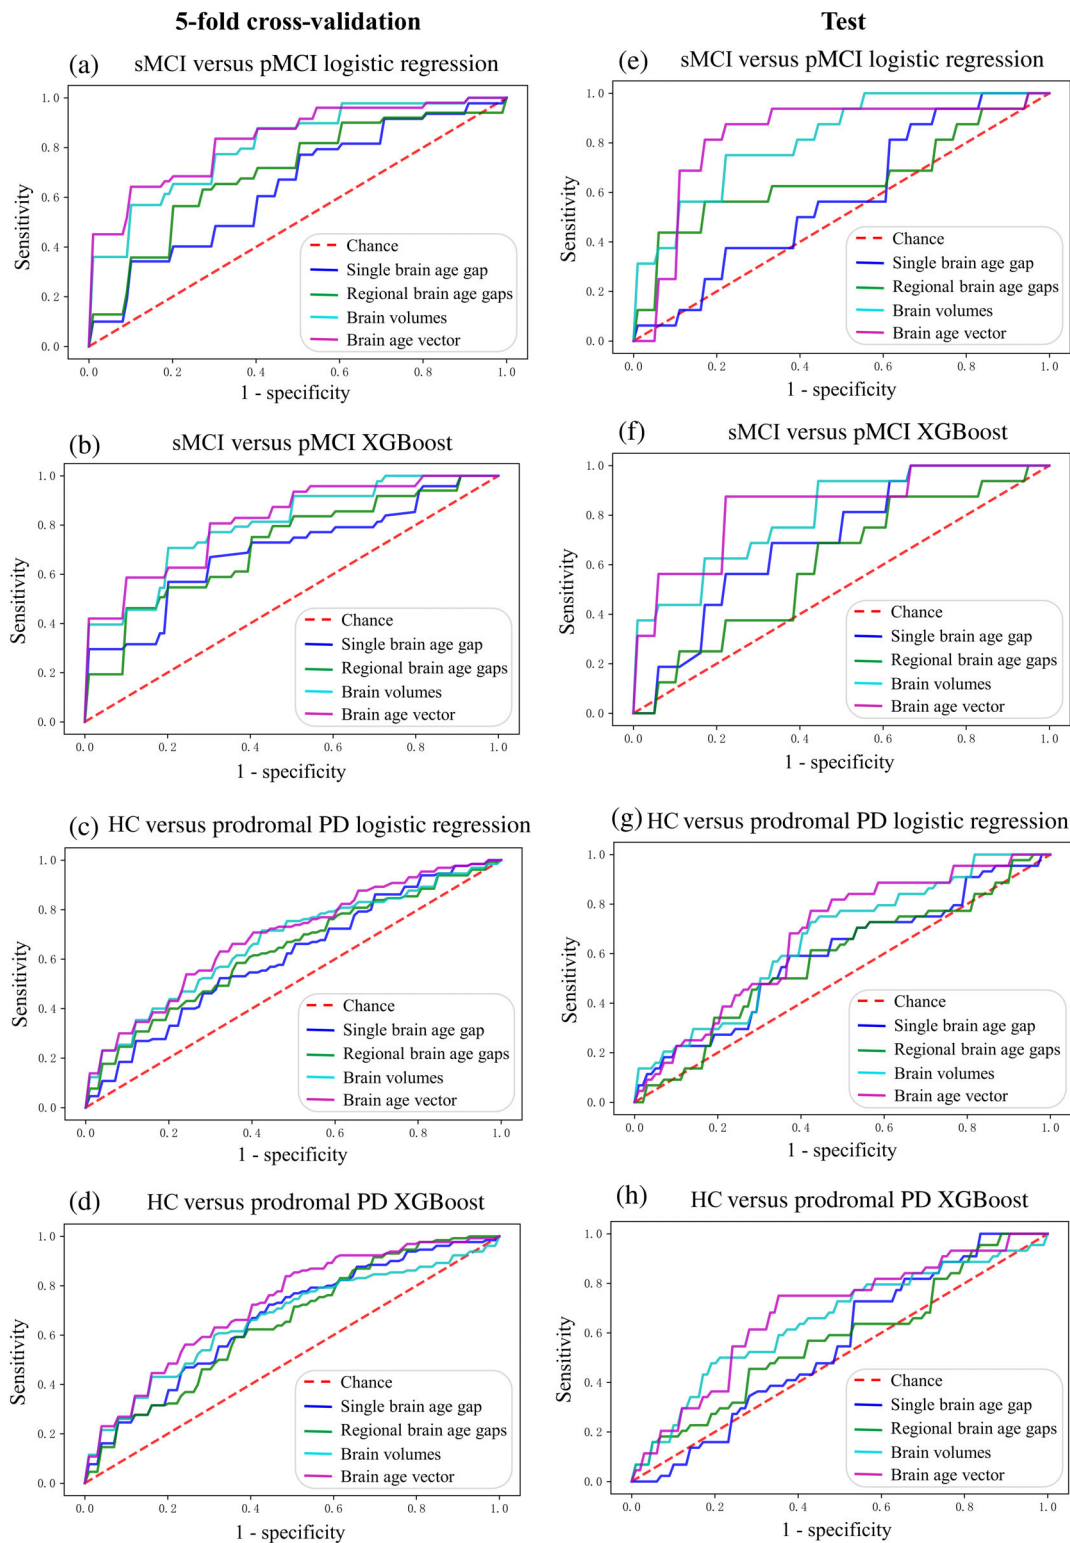 5-fold cross-validation
Test
(a) sMCI versus pMCI logistic regression
Sensitivity
1.0
0.8
0.6
0.4
0.2
0.0
Chance
Single brain age gap
Regional brain age gaps
Brain volumes
Brain age vector
0.0 0.2 0.4 0.6 0.8 1.0
1 - specificity
(e) sMCI versus pMCI logistic regression
Sensitivity
1.0
0.8
0.6
0.4
0.2
0.0
Chance
Single brain age gap
Regional brain age gaps
Brain volumes
Brain age vector
0.0 0.2 0.4 0.6 0.8 1.0
1 - specificity
(b) sMCI versus pMCI XGBoost
Sensitivity
1.0
0.8
0.6
0.4
0.2
0.0
Chance
Single brain age gap
Regional brain age gaps
Brain volumes
Brain age vector
0.0 0.2 0.4 0.6 0.8 1.0
1 - specificity
(f) sMCI versus pMCI XGBoost
Sensitivity
1.0
0.8
0.6
0.4
0.2
0.0
Chance
Single brain age gap
Regional brain age gaps
Brain volumes
Brain age vector
0.0 0.2 0.4 0.6 0.8 1.0
1 - specificity
(c) HC versus prodromal PD logistic regression
Sensitivity
1.0
0.8
0.6
0.4
0.2
0.0
Chance
Single brain age gap
Regional brain age gaps
Brain volumes
Brain age vector
0.0 0.2 0.4 0.6 0.8 1.0
1 - specificity
(g) HC versus prodromal PD logistic regression
Sensitivity
1.0
0.8
0.6
0.4
0.2
0.0
Chance
Single brain age gap
Regional brain age gaps
Brain volumes
Brain age vector
0.0 0.2 0.4 0.6 0.8 1.0
1 - specificity
(d) HC versus prodromal PD XGBoost
Sensitivity
1.0
0.8
0.6
0.4
0.2
0.0
Chance
Single brain age gap
Regional brain age gaps
Brain volumes
Brain age vector
0.0 0.2 0.4 0.6 0.8 1.0
1 - specificity
(h) HC versus prodromal PD XGBoost
Sensitivity
1.0
0.8
0.6
0.4
0.2
0.0
Chance
Single brain age gap
Regional brain age gaps
Brain volumes
Brain age vector
0.0 0.2 0.4 0.6 0.8 1.0
1 - specificity